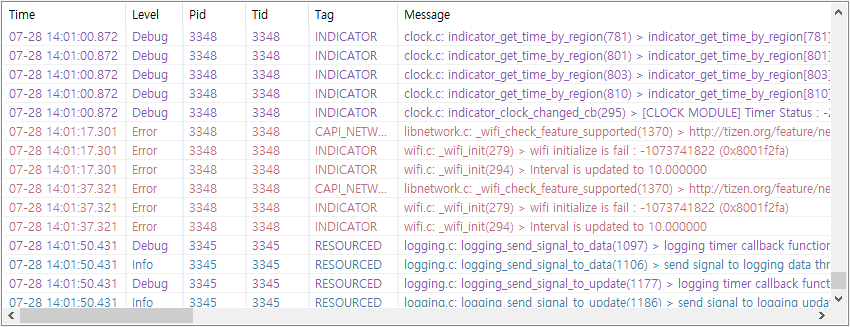 Time Level Pid Tid Tag Message
07-28 14:01:00.872 Debug 3348 3348 INDICATOR clock.c: indicator_get_time_by_region(781) > indicator_get_time_by_region[781]
07-28 14:01:00.872 Debug 3348 3348 INDICATOR clock.c: indicator_get_time_by_region(801) > indicator_get_time_by_region[801]
07-28 14:01:00.872 Debug 3348 3348 INDICATOR clock.c: indicator_get_time_by_region(803) > indicator_get_time_by_region[803]
07-28 14:01:00.872 Debug 3348 3348 INDICATOR clock.c: indicator_get_time_by_region(810) > indicator_get_time_by_region[810]
07-28 14:01:00.872 Debug 3348 3348 INDICATOR clock.c: indicator_clock_changed_cb(295) > [CLOCK MODULE] Timer Status : -2
07-28 14:01:17.301 Error 3348 3348 CAPI_NETW... libnetwork.c: _wifi_check_feature_supported(1370) > http://tizen.org/feature/ne
07-28 14:01:17.301 Error 3348 3348 INDICATOR wifi.c: _wifi_init(279) > wifi initialize is fail : -1073741822 (0x8001f2fa)
07-28 14:01:17.301 Error 3348 3348 INDICATOR wifi.c: _wifi_init(294) > Interval is updated to 10.000000
07-28 14:01:37.321 Error 3348 3348 CAPI_NETW... libnetwork.c: _wifi_check_feature_supported(1370) > http://tizen.org/feature/ne
07-28 14:01:37.321 Error 3348 3348 INDICATOR wifi.c: _wifi_init(279) > wifi initialize is fail : -1073741822 (0x8001f2fa)
07-28 14:01:37.321 Error 3348 3348 INDICATOR wifi.c: _wifi_init(294) > Interval is updated to 10.000000
07-28 14:01:50.431 Debug 3345 3345 RESOURCED logging.c: logging_send_signal_to_data(1097) > logging timer callback function
07-28 14:01:50.431 Info 3345 3345 RESOURCED logging.c: logging_send_signal_to_data(1106) > send signal to logging data thr
07-28 14:01:50.431 Debug 3345 3345 RESOURCED logging.c: logging_send_signal_to_update(1177) > logging timer callback funct
07-28 14:01:50.431 Info 3345 3345 RESOURCED logging.c: logging_send_signal_to_update(1186) > send signal to logging upda